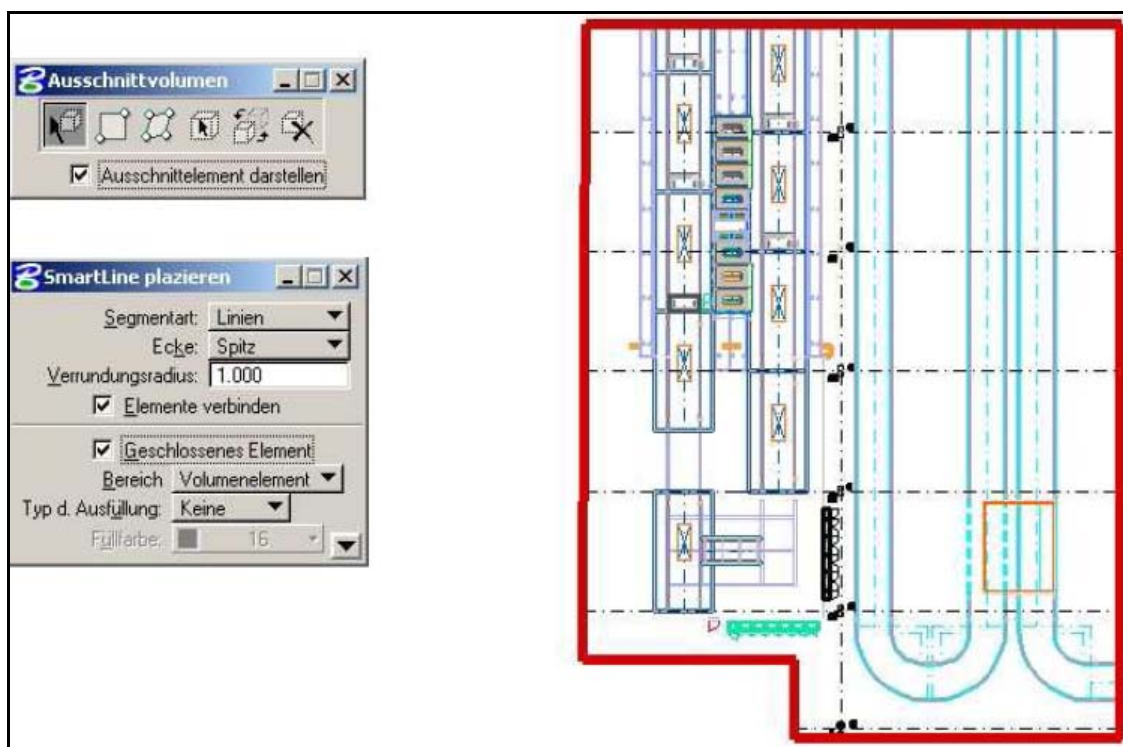 Ausschnittvolumen
Ausschnittelement darstellen
SmartLine plazieren
Segmentart: Linien
Ecke: Spitz
Verrundungsradius: 1.000
Elemente verbinden
Geschlossenes Element
Bereich Volumenelement
Typ d. Ausfüllung: Keine
Füllfarbe: 16